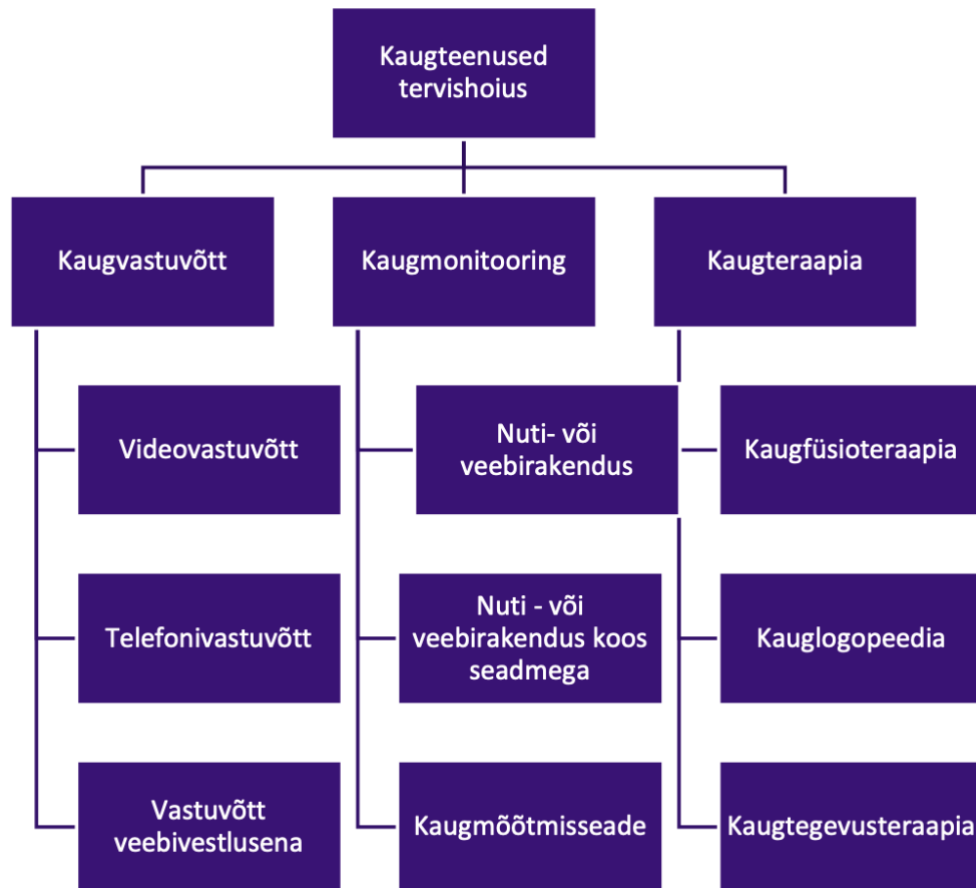 Kaugteenused
tervishoius
Kaugvastuvõtt
Kaugmonitooring
Kaugteraapia
Videovastuvõtt
Nuti- või
veebirakendus
Kaugfüsioteraapia
Telefonivastuvõtt
Nuti - või
veebirakendus koos
seadmega
Kauglogopeedia
Vastuvõtt
veebivestlusena
Kaugmõõtmisseade
Kaugtegevusteraapia